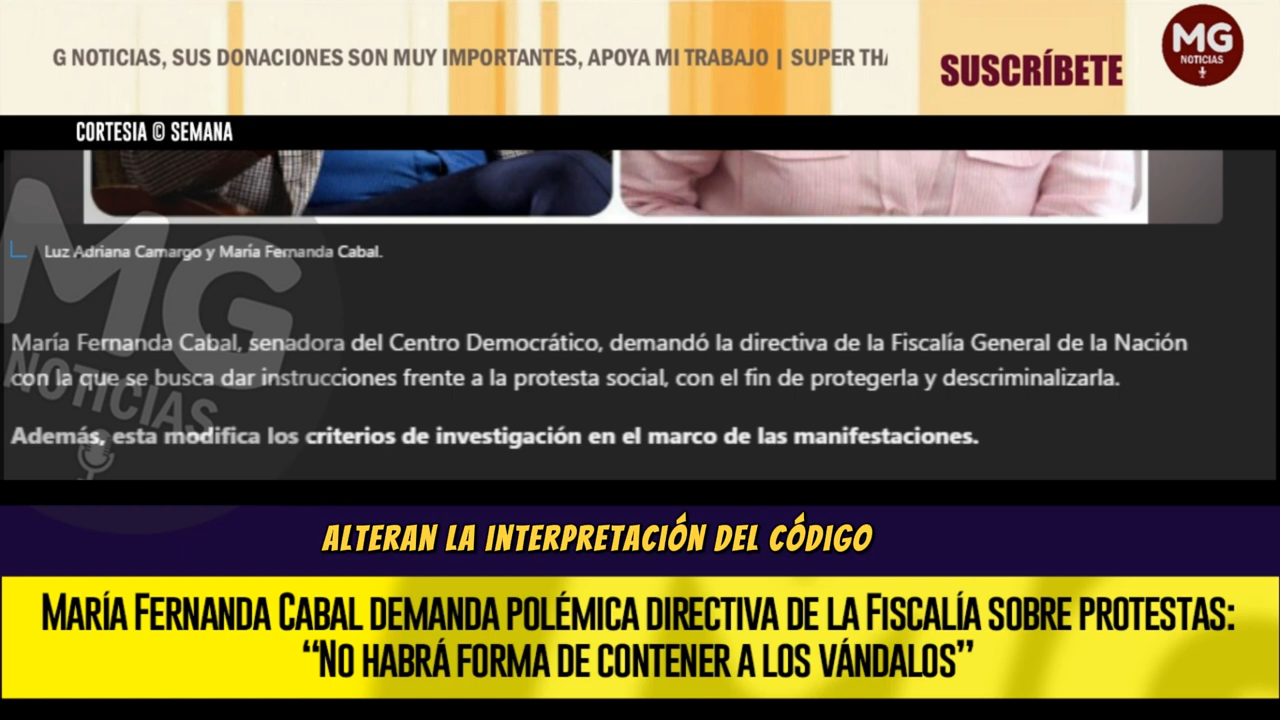 G NOTICIAS, SUS DONACIONES SON MUY IMPORTANTES, APOYA MI TRABAJO | SUPER THA
SUSCRÍBETE
MG
NOTICIAS
CORTESIA © SEMANA
Luz Adriana Camargo y María Fernanda Cabal.
María Fernanda Cabal, senadora del Centro Democrático, demandó la directiva de la Fiscalía General de la Nación
con la que se busca dar instrucciones frente a la protesta social, con el fin de protegerla y descriminalizarla.
Además, esta modifica los criterios de investigación en el marco de las manifestaciones.
MG
NOTICIAS
ALTERAN LA INTERPRETACIÓN DEL CÓDIGO
MARÍA FERNANDA CABAL DEMANDA POLÉMICA DIRECTIVA DE LA FISCALÍA SOBRE PROTESTAS:
“NO HABRÁ FORMA DE CONTENER A LOS VÁNDALOS”